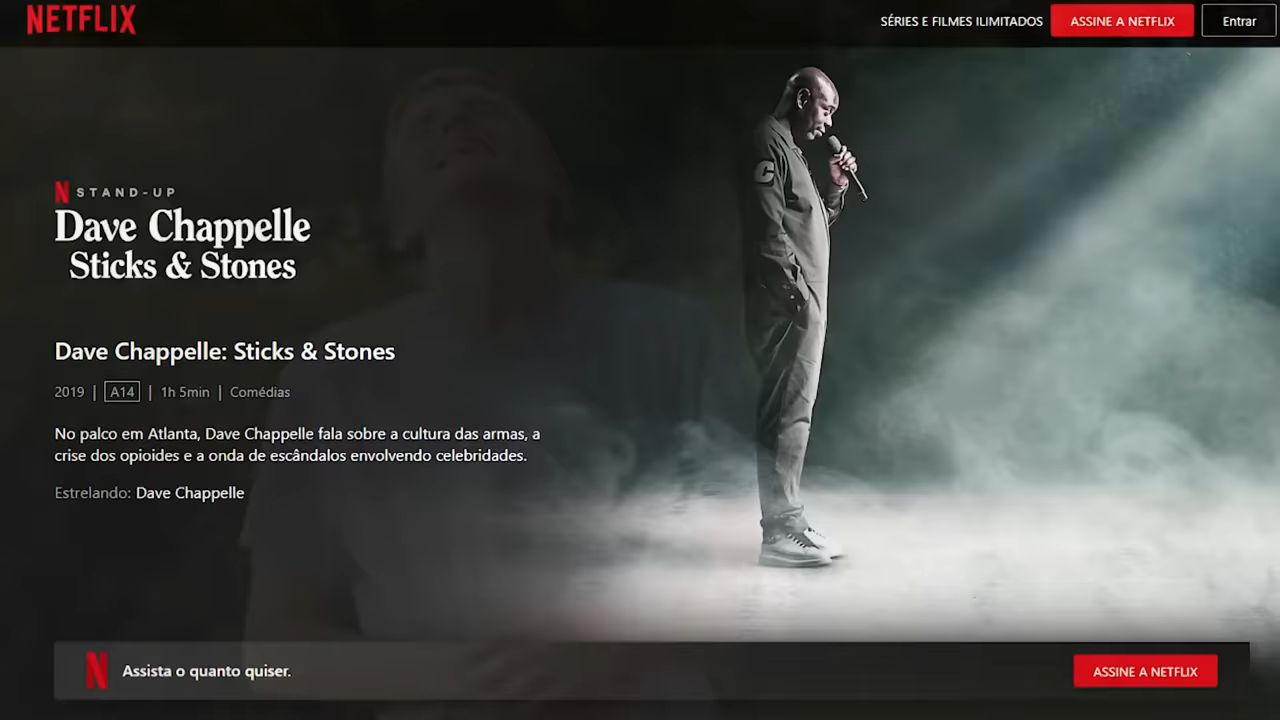 NETFLIX
SÉRIES E FILMES ILIMITADOS
ASSINE A NETFLIX
Entrar
N STAND-UP
Dave Chappelle
Sticks & Stones
Dave Chappelle: Sticks & Stones
2019 | A14 | 1h 5min | Comédias
No palco em Atlanta, Dave Chappelle fala sobre a cultura das armas, a
crise dos opioides e a onda de escândalos envolvendo celebridades.
Estrelando: Dave Chappelle
C
N Assista o quanto quiser.
ASSINE A NETFLIX